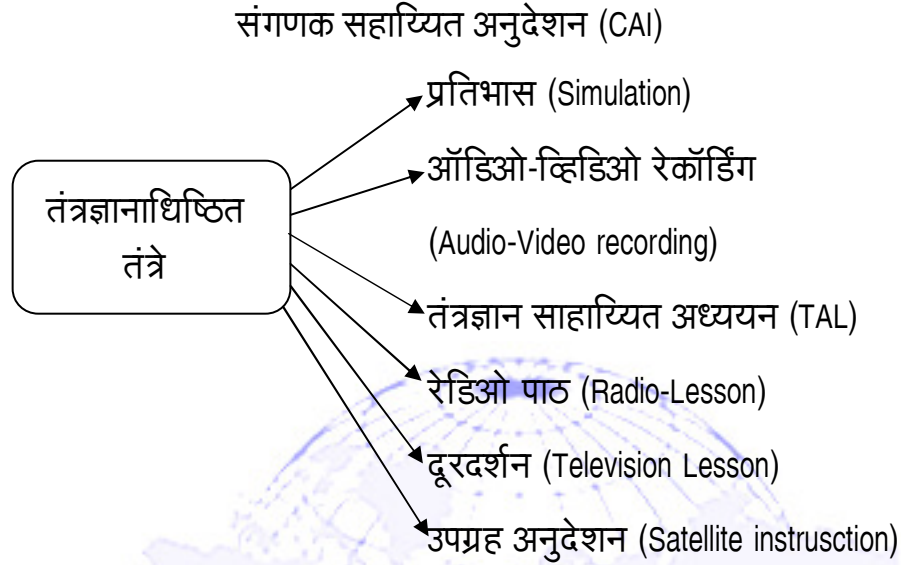 संगणक सहाय्यित अनुदेशन (CAI)
प्रतिभास (Simulation)
ऑडिओ-व्हिडिओ रेकॉर्डिंग
(Audio-Video recording)
तंत्रज्ञानाधिष्ठित
तंत्रे
तंत्रज्ञान साहाय्यित अध्ययन (TAL)
रेडिओ पाठ (Radio-Lesson)
दूरदर्शन (Television Lesson)
उपग्रह अनुदेशन (Satellite instrusction)